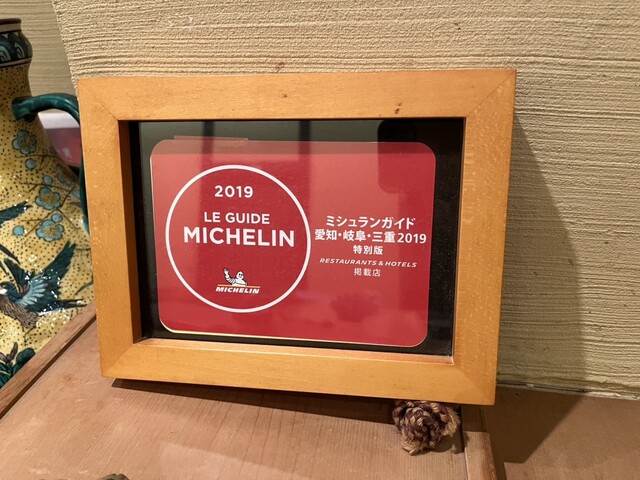 2019
LE GUIDE
MICHELIN
MICHELIN
ミシュランガイド
愛知・岐阜・三重2019
特別版
RESTAURANTS & HOTELS
掲載店